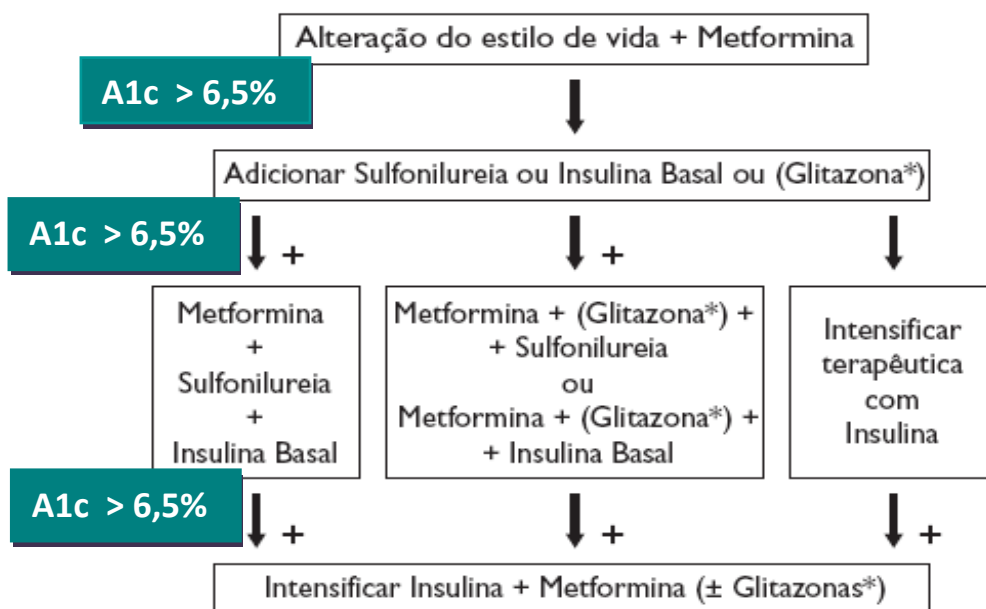 Alteração do estilo de vida + Metformina
A1c > 6,5%
Adicionar Sulfonilureia ou Insulina Basal ou (Glitazona*)
A1c > 6,5%
+
+
Metformina
+
Sulfonilureia
+
Insulina Basal
Metformina + (Glitazona*) +
+ Sulfonilureia
ou
Metformina + (Glitazona*) +
+ Insulina Basal
Intensificar
terapêutica
com
Insulina
A1c > 6,5%
+
+
+
Intensificar Insulina + Metformina (± Glitazonas*)